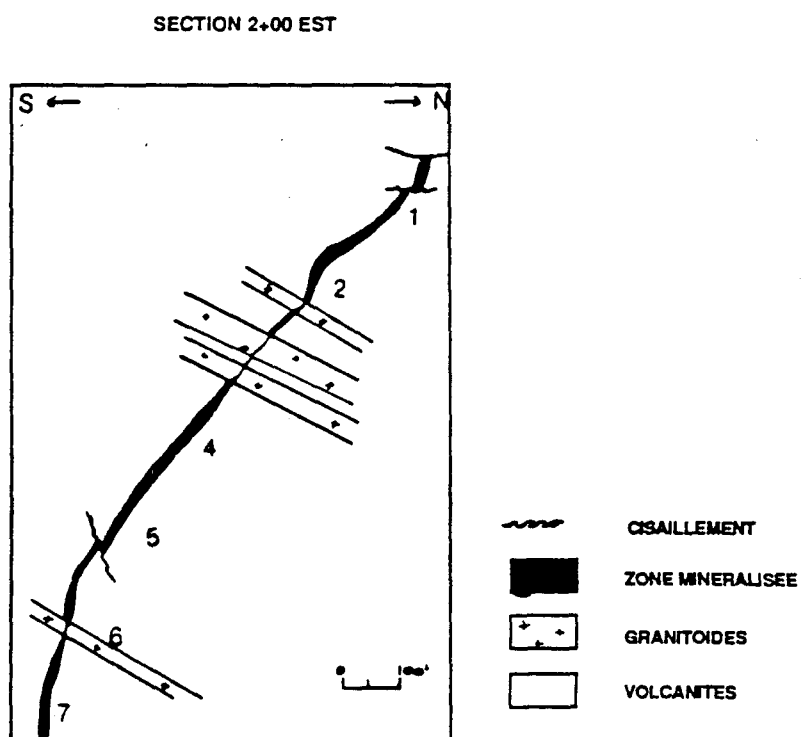 SECTION 2+00 EST
S N
1
2
4
5
6
7
0 100'
CISAILLEMENT
ZONE MINERALISEE
GRANITOIDES
VOLCANITES